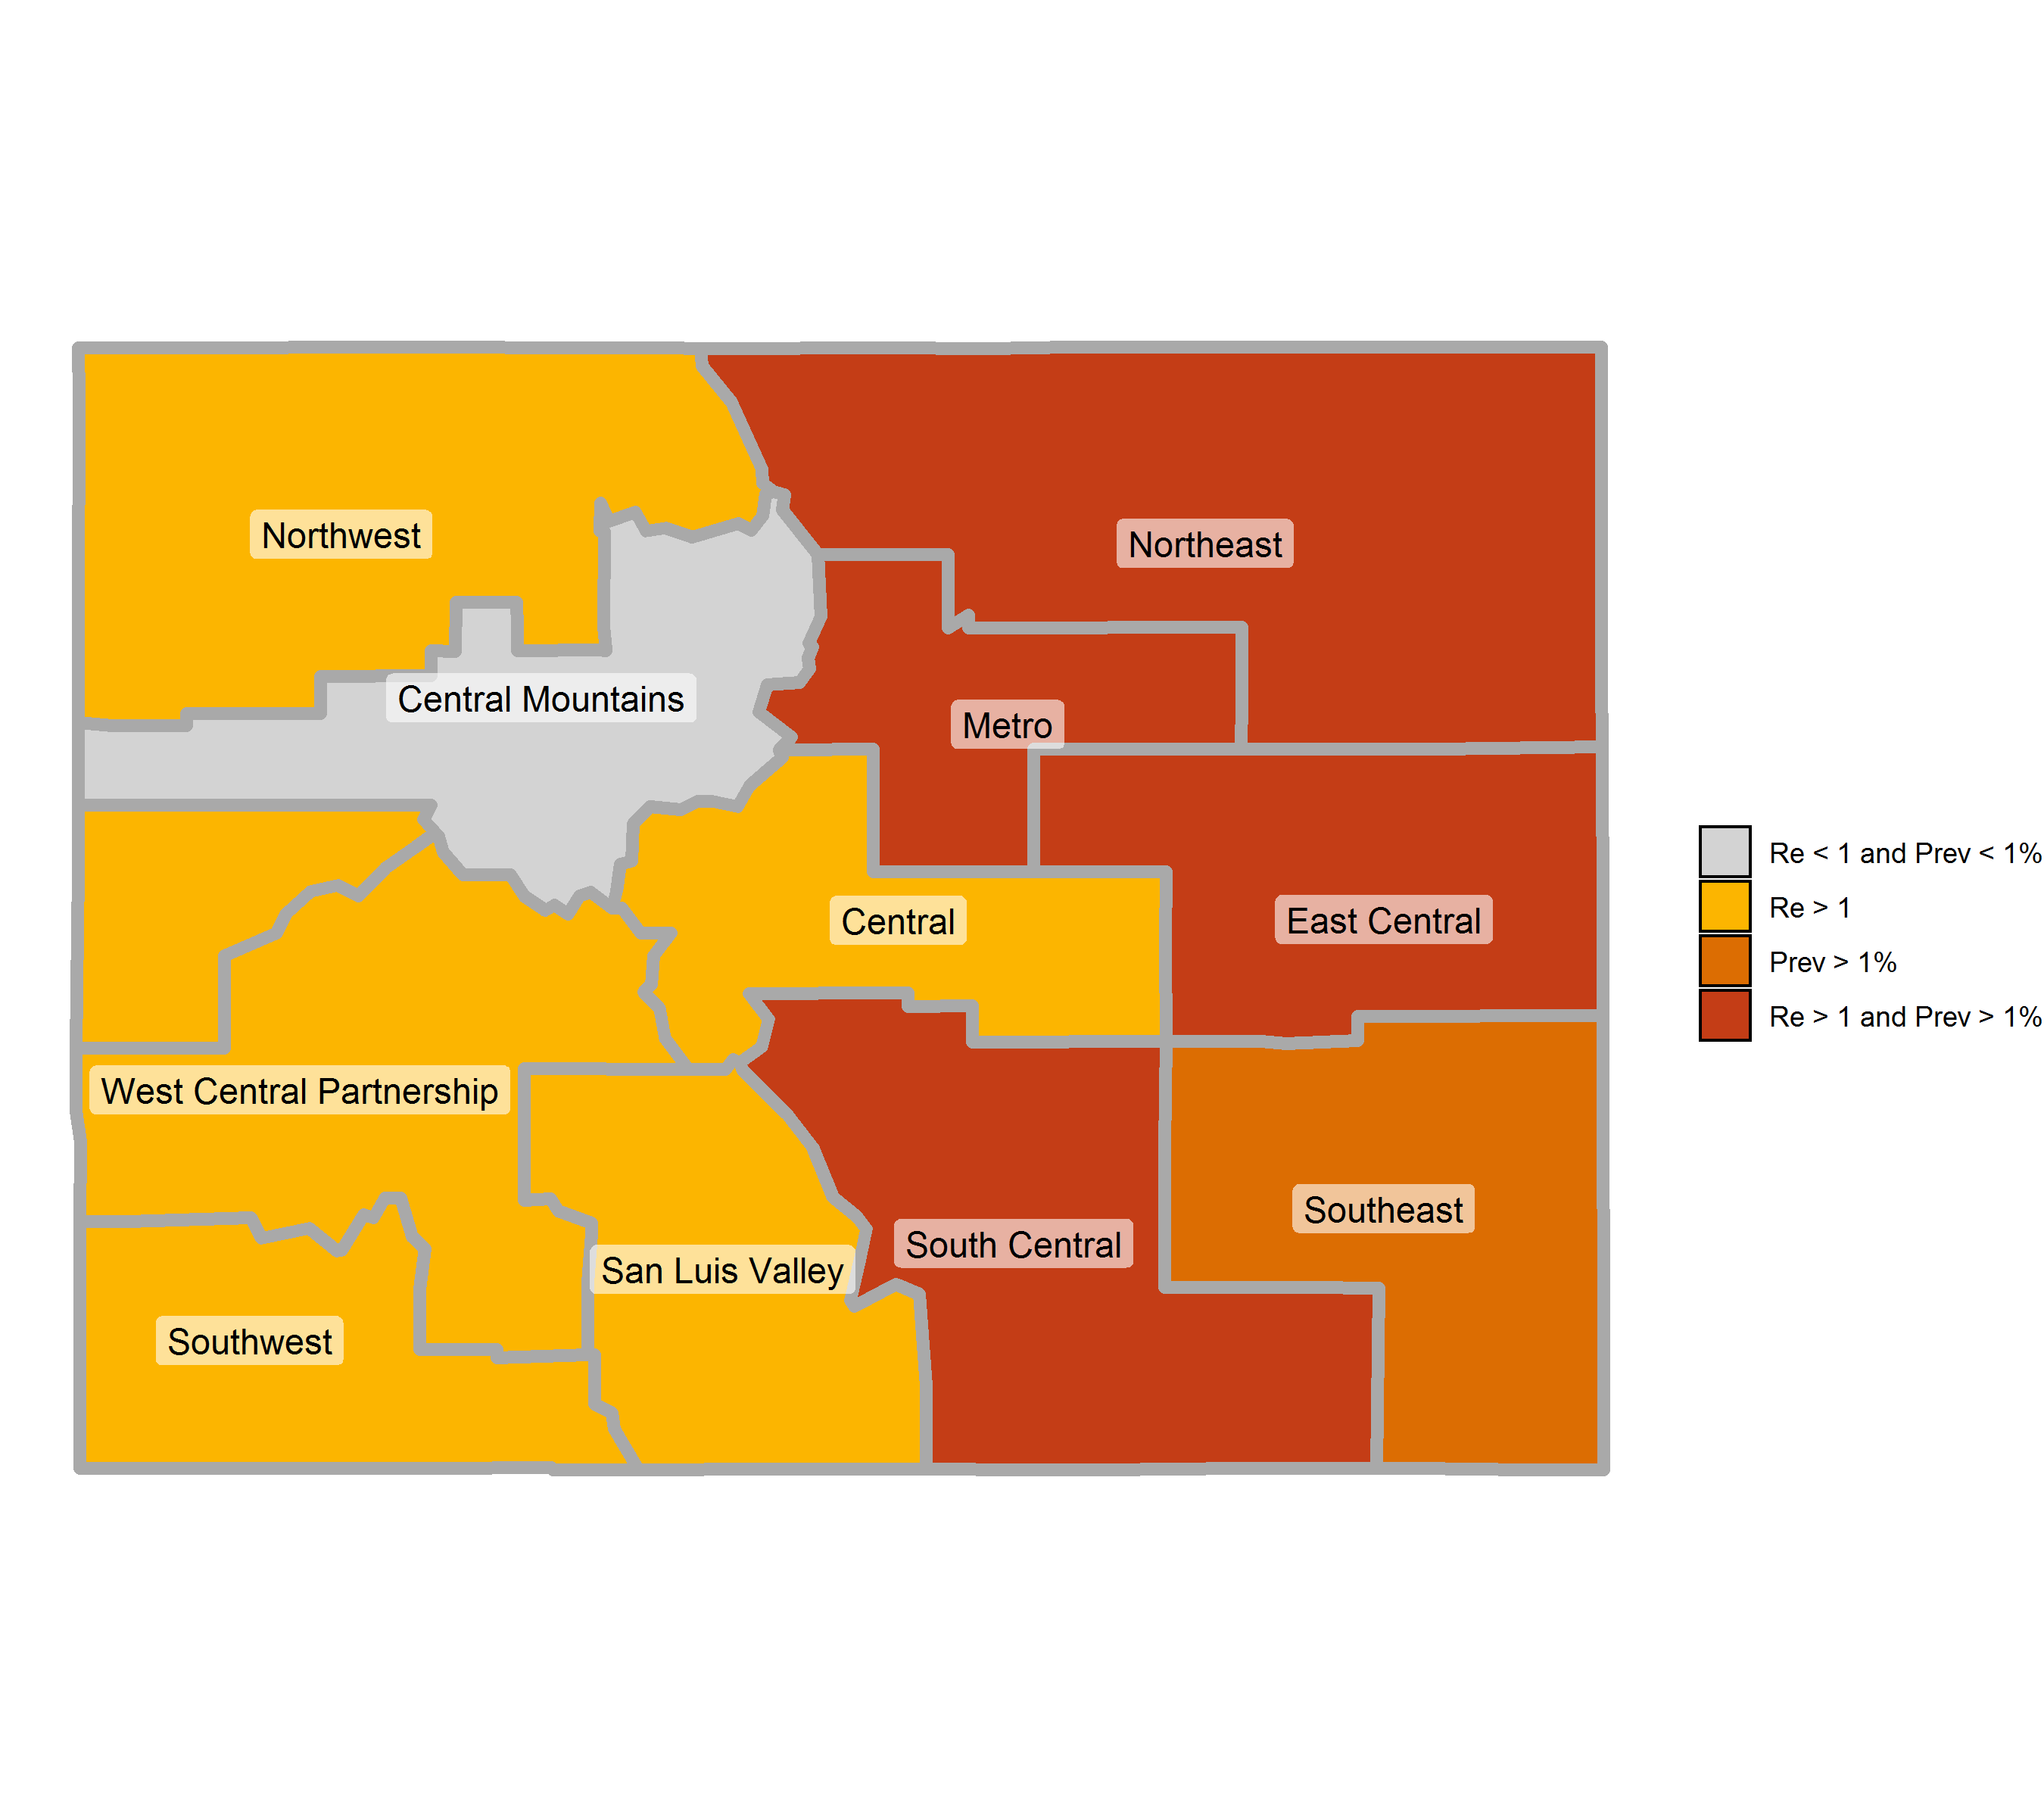 Northwest
Northeast
Central Mountains
Metro
Central
East Central
West Central Partnership
Southeast
South Central
San Luis Valley
Southwest
Re < 1 and Prev < 1%
Re > 1
Prev > 1%
Re > 1 and Prev > 1%